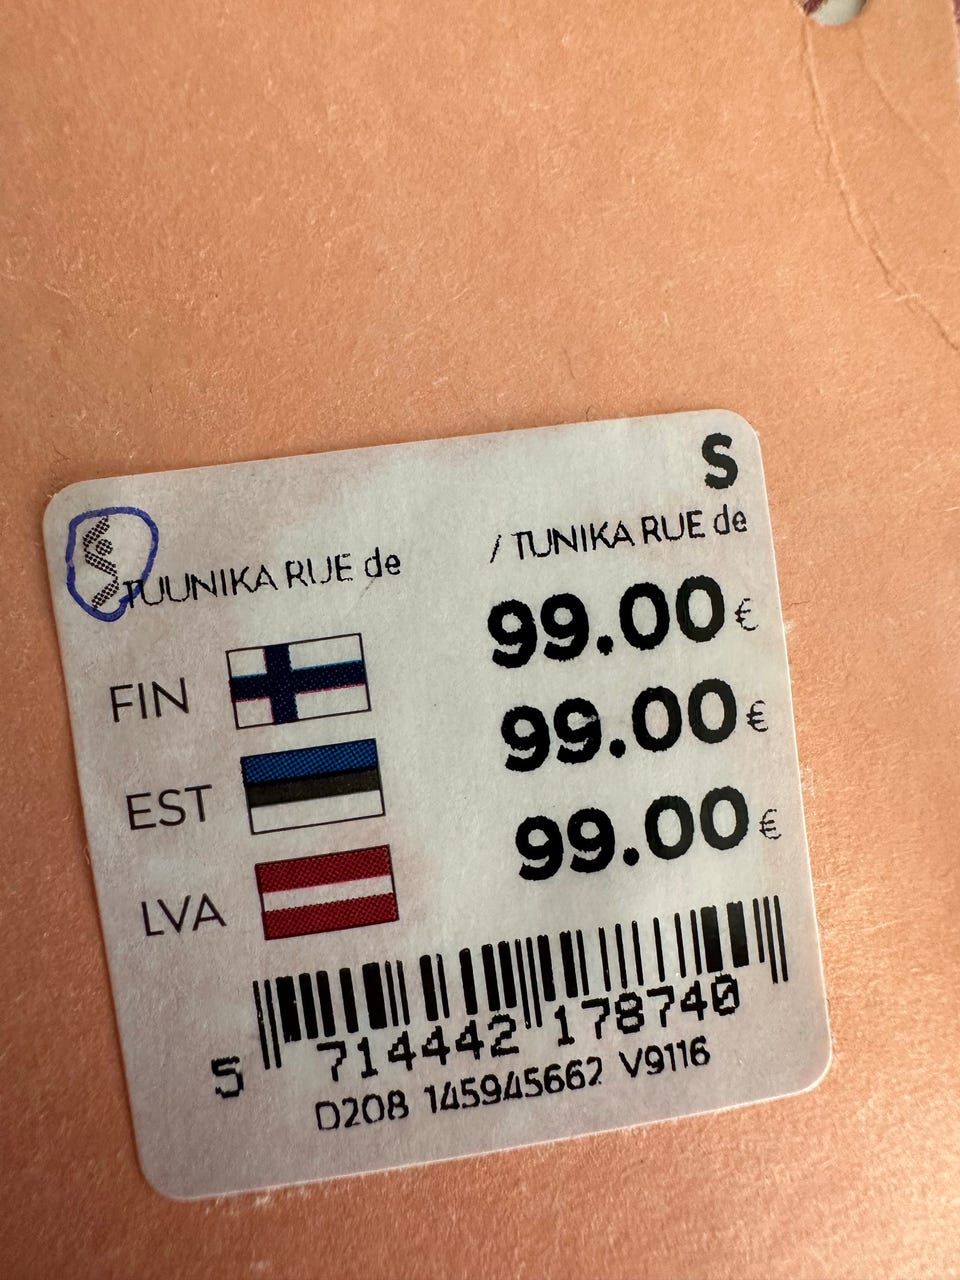 S
TUUNIKA RUE de / TUNIKA RUE de
FIN 99.00€
EST 99.00€
LVA 99.00€
5 714442 178740
D208 145945662 V9116